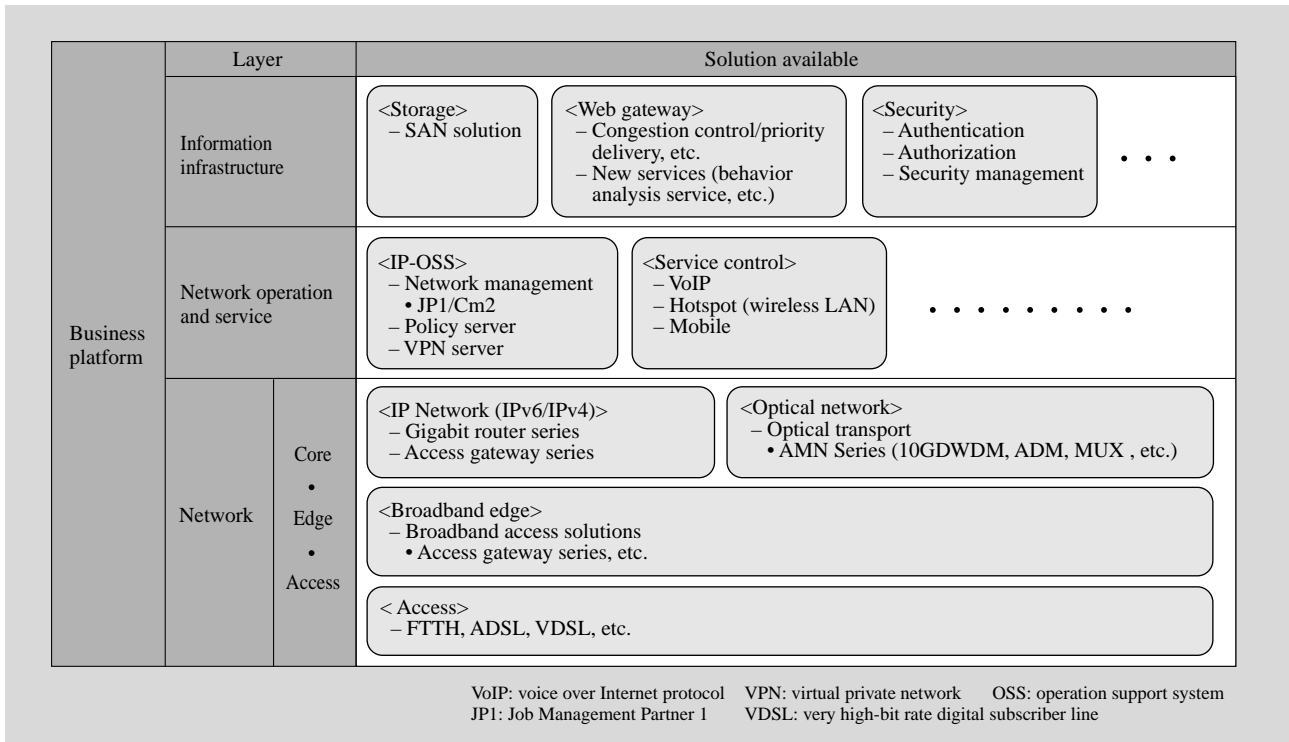 Layer
Solution available
Business
platform
Information
infrastructure
<Storage>
– SAN solution
<Web gateway>
– Congestion control/priority
delivery, etc.
– New services (behavior
analysis service, etc.)
<Security>
– Authentication
– Authorization
– Security management
• • •
Network operation
and service
<IP-OSS>
– Network management
• JP1/Cm2
– Policy server
– VPN server
<Service control>
– VoIP
– Hotspot (wireless LAN)
– Mobile
• • • • • • • • •
Network
Core
•
Edge
•
Access
<IP Network (IPv6/IPv4)>
– Gigabit router series
– Access gateway series
<Optical network>
– Optical transport
• AMN Series (10GDWDM, ADM, MUX , etc.)
<Broadband edge>
– Broadband access solutions
• Access gateway series, etc.
< Access>
– FTTH, ADSL, VDSL, etc.
VoIP: voice over Internet protocol VPN: virtual private network OSS: operation support system
JP1: Job Management Partner 1 VDSL: very high-bit rate digital subscriber line